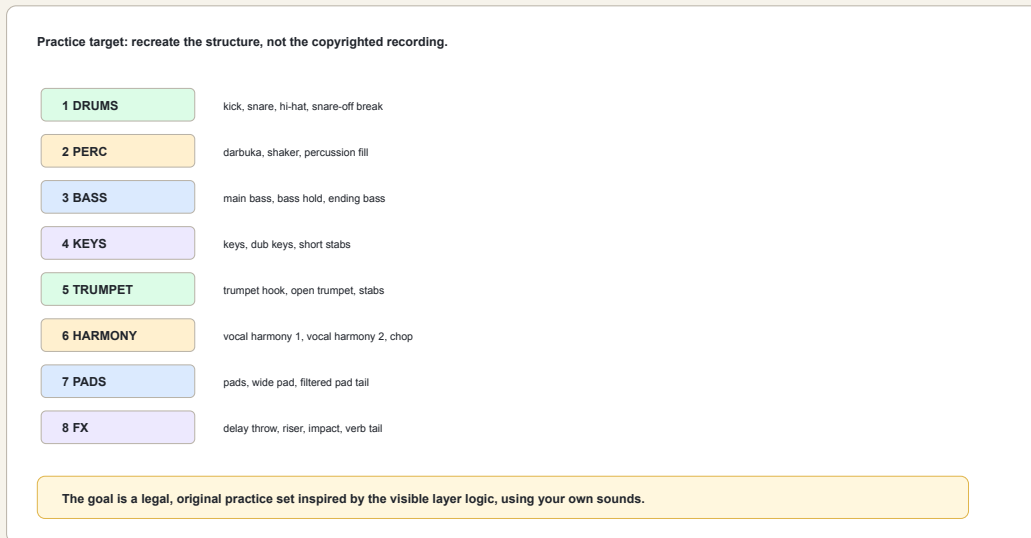 Practice target: recreate the structure, not the copyrighted recording.
1 DRUMS kick, snare, hi-hat, snare-off break
2 PERC darbuka, shaker, percussion fill
3 BASS main bass, bass hold, ending bass
4 KEYS keys, dub keys, short stabs
5 TRUMPET trumpet hook, open trumpet, stabs
6 HARMONY vocal harmony 1, vocal harmony 2, chop
7 PADS pads, wide pad, filtered pad tail
8 FX delay throw, riser, impact, verb tail
The goal is a legal, original practice set inspired by the visible layer logic, using your own sounds.